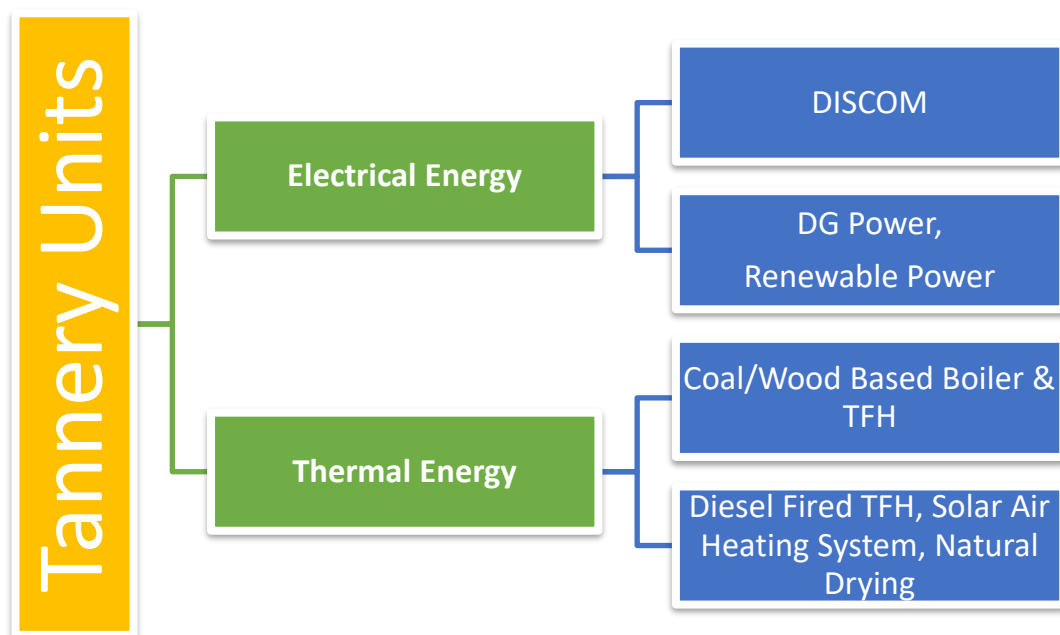 Tannery Units
Electrical Energy
DISCOM
DG Power,
Renewable Power
Thermal Energy
Coal/Wood Based Boiler &
TFH
Diesel Fired TFH, Solar Air
Heating System, Natural
Drying